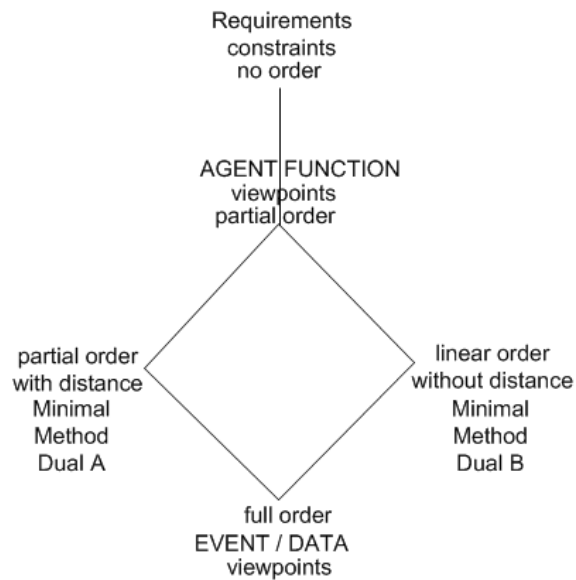 Requirements
constraints
no order
AGENT FUNCTION
viewpoints
partial order
partial order
with distance
Minimal
Method
Dual A
linear order
without distance
Minimal
Method
Dual B
full order
EVENT / DATA
viewpoints